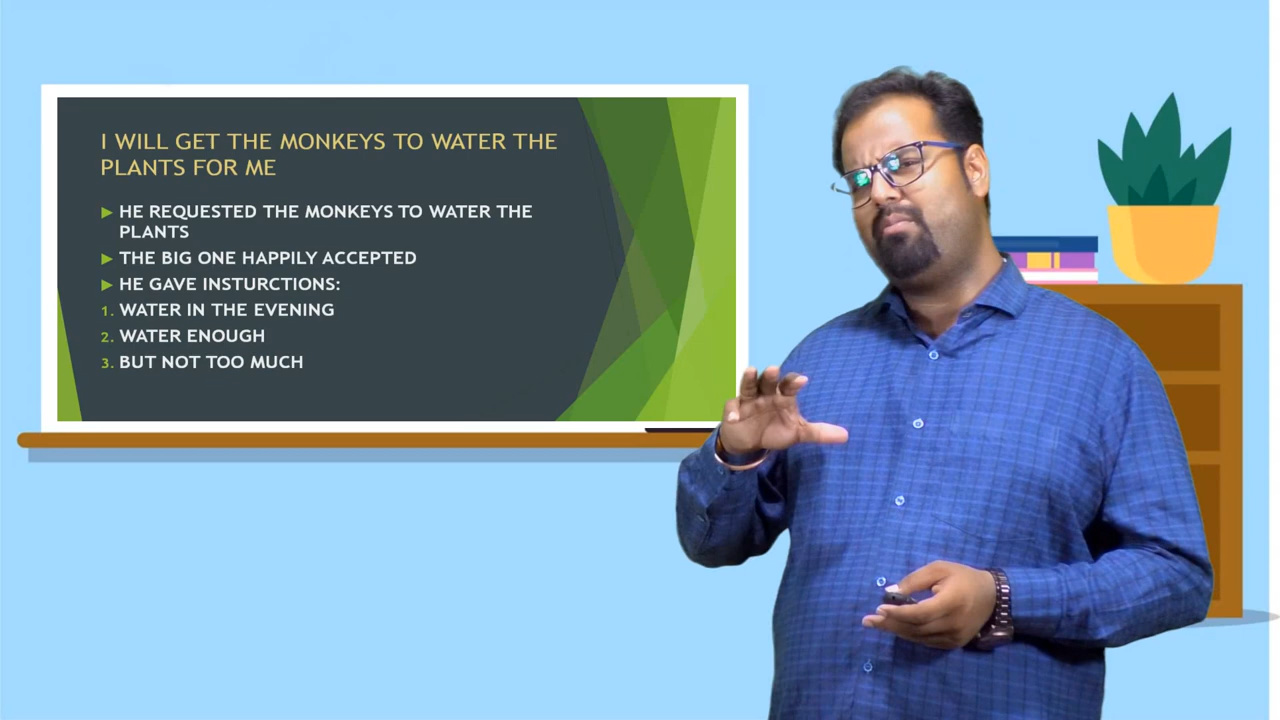 I WILL GET THE MONKEYS TO WATER THE
PLANTS FOR ME
▶ HE REQUESTED THE MONKEYS TO WATER THE
PLANTS
▶ THE BIG ONE HAPPILY ACCEPTED
▶ HE GAVE INSTURCTIONS:
1. WATER IN THE EVENING
2. WATER ENOUGH
3. BUT NOT TOO MUCH